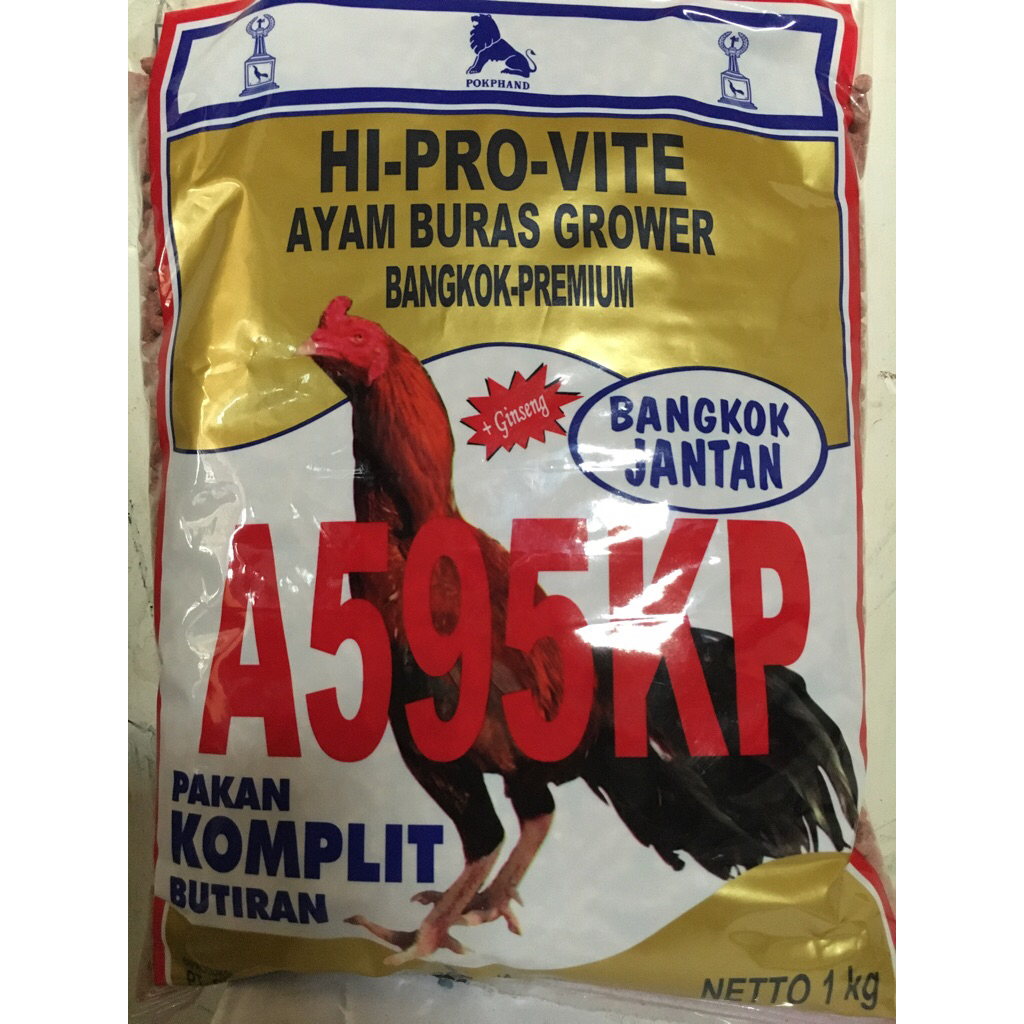 POKPHAND
HI-PRO-VITE
AYAM BURAS GROWER
BANGKOK-PREMIUM
+ Ginseng
BANGKOK
JANTAN
A595KP
PAKAN
KOMPLIT
BUTIRAN
NETTO 1 kg